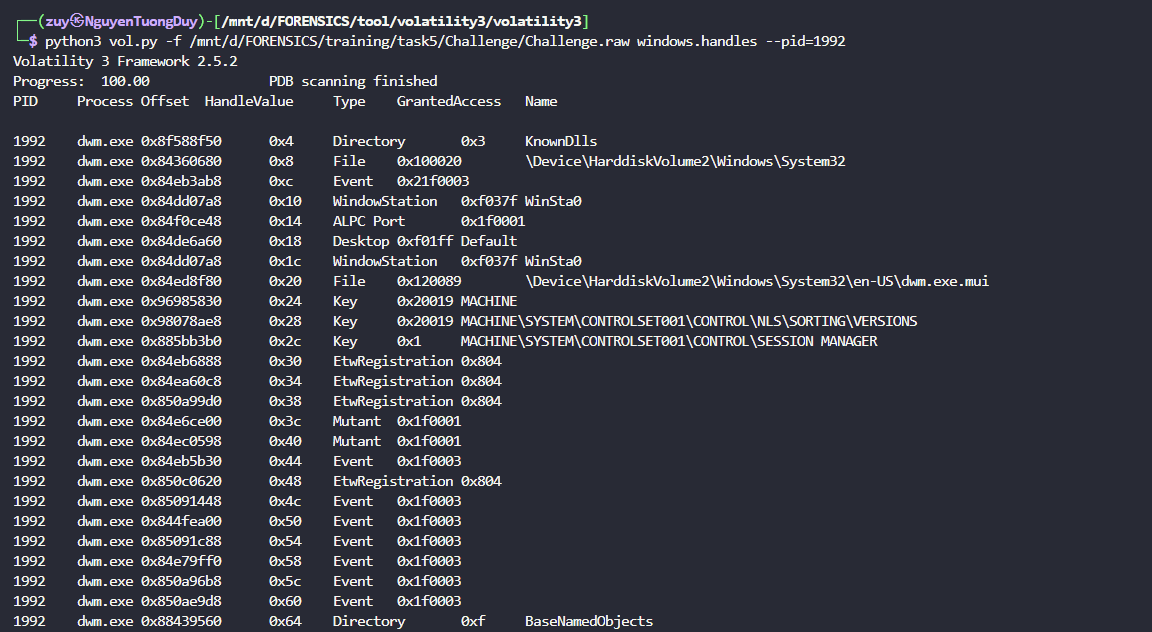 ┌──(zuy㉿NguyenTuongDuy)-[/mnt/d/FORENSICS/tool/volatility3/volatility3]
└─$ python3 vol.py -f /mnt/d/FORENSICS/training/task5/Challenge/Challenge.raw windows.handles --pid=1992
Volatility 3 Framework 2.5.2
Progress:  100.00               PDB scanning finished
PID     Process Offset  HandleValue     Type    GrantedAccess   Name
1992    dwm.exe 0x8f588f50      0x4     Directory       0x3     KnownDlls
1992    dwm.exe 0x84360680      0x8     File    0x100020        \Device\HarddiskVolume2\Windows\System32
1992    dwm.exe 0x84eb3ab8      0xc     Event   0x21f0003
1992    dwm.exe 0x84dd07a8      0x10    WindowStation   0xf037f WinSta0
1992    dwm.exe 0x84f0ce48      0x14    ALPC Port       0x1f0001
1992    dwm.exe 0x84de6a60      0x18    Desktop 0xf01ff Default
1992    dwm.exe 0x84dd07a8      0x1c    WindowStation   0xf037f WinSta0
1992    dwm.exe 0x84ed8f80      0x20    File    0x120089        \Device\HarddiskVolume2\Windows\System32\en-US\dwm.exe.mui
1992    dwm.exe 0x96985830      0x24    Key     0x20019 MACHINE
1992    dwm.exe 0x98078ae8      0x28    Key     0x20019 MACHINE\SYSTEM\CONTROLSET001\CONTROL\NLS\SORTING\VERSIONS
1992    dwm.exe 0x885bb3b0      0x2c    Key     0x1     MACHINE\SYSTEM\CONTROLSET001\CONTROL\SESSION MANAGER
1992    dwm.exe 0x84eb6888      0x30    EtwRegistration 0x804
1992    dwm.exe 0x84ea60c8      0x34    EtwRegistration 0x804
1992    dwm.exe 0x850a99d0      0x38    EtwRegistration 0x804
1992    dwm.exe 0x84e6ce00      0x3c    Mutant  0x1f0001
1992    dwm.exe 0x84ec0598      0x40    Mutant  0x1f0001
1992    dwm.exe 0x84eb5b30      0x44    Event   0x1f0003
1992    dwm.exe 0x850c0620      0x48    EtwRegistration 0x804
1992    dwm.exe 0x85091448      0x4c    Event   0x1f0003
1992    dwm.exe 0x844fea00      0x50    Event   0x1f0003
1992    dwm.exe 0x85091c88      0x54    Event   0x1f0003
1992    dwm.exe 0x84e79ff0      0x58    Event   0x1f0003
1992    dwm.exe 0x850a96b8      0x5c    Event   0x1f0003
1992    dwm.exe 0x850ae9d8      0x60    Event   0x1f0003
1992    dwm.exe 0x88439560      0x64    Directory       0xf     BaseNamedObjects